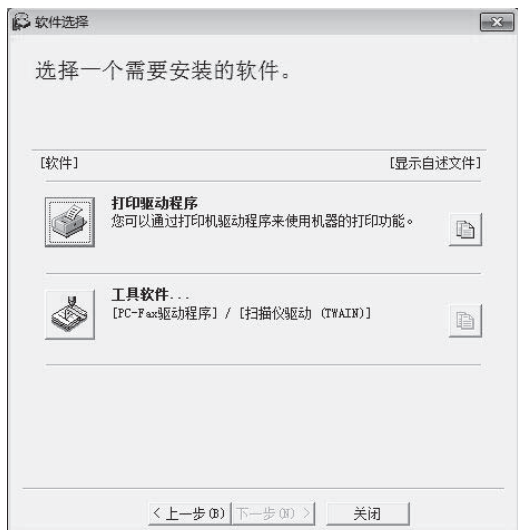 软件选择
选择一个需要安装的软件。
[软件] [显示自述文件]
打印驱动程序
您可以通过打印机驱动程序来使用机器的打印功能。
工具软件...
[PC-Fax驱动程序] / [扫描仪驱动 (TWAIN)]
< 上一步(B) 下一步(N) > 关闭